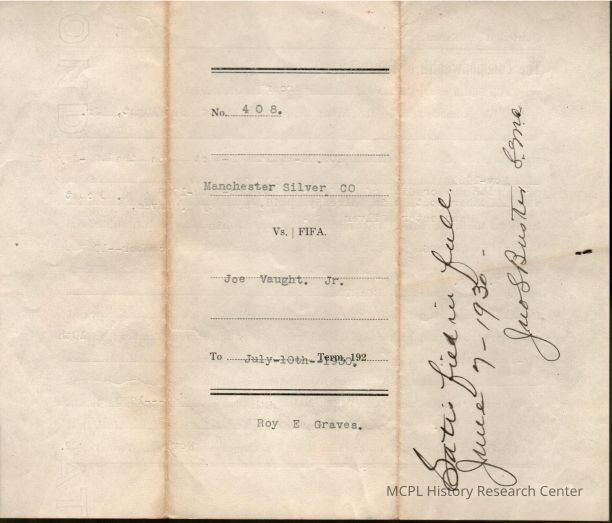 No. 408.
Manchester Silver CO
Vs. | FIFA.
Joe Vaught. Jr.
To July-10th-1930. Term, 192
Roy E Graves.
Satisfied in full.
June 7-1930-
Jno S Buster
MCPL History Research Center